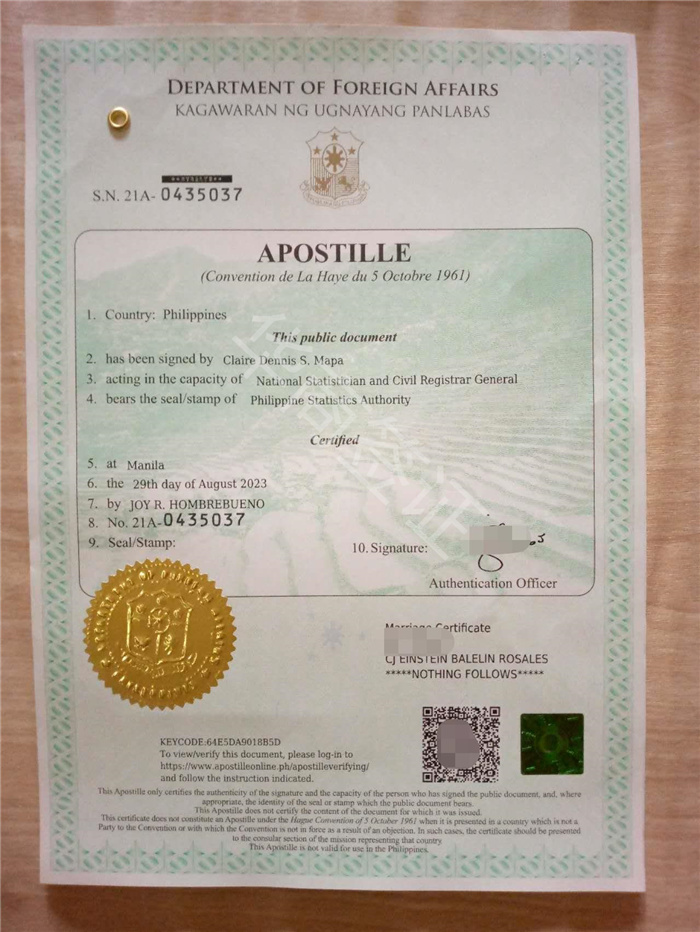 DEPARTMENT OF FOREIGN AFFAIRS
KAGAWARAN NG UGNAYANG PANLABAS
S.N. 21A- 0435037
APOSTILLE
(Convention de La Haye du 5 Octobre 1961)
1. Country: Philippines
This public document
2. has been signed by Claire Dennis S. Mapa
3. acting in the capacity of National Statistician and Civil Registrar General
4. bears the seal/stamp of Philippine Statistics Authority
Certified
5. at Manila
6. the 29th day of August 2023
7. by JOY R. HOMBREBUENO
8. No. 21A-0435037
9. Seal/Stamp:
10. Signature:
Authentication Officer
Marriage Certificate
CJ EINSTEIN BALELIN ROSALES
*****NOTHING FOLLOWS*****
KEYCODE:64E5DA9018B5D
To view/verify this document, please log-in to
https://www.apostilleonline.ph/apostilleverifying/
and follow the instruction indicated.
This Apostille only certifies the authenticity of the signature and the capacity of the person who has signed the public document, and, where
appropriate, the identity of the seal or stamp which the public document bears.
This Apostille does not certify the content of the document for which it was issued.
This certificate does not constitute an Apostille under the Hague Convention of 5 October 1961 when it is presented in a country which is not a
Party to the Convention or with which the Convention is not in force as a result of an objection. In such cases, the certificate should be presented
to the consular section of the mission representing that country.
This Apostille is not valid for use in the Philippines.